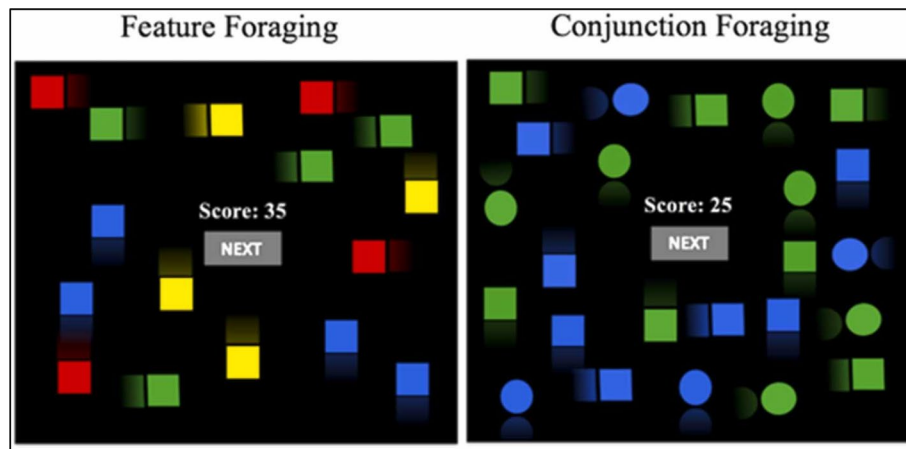 Feature Foraging
Conjunction Foraging
Score: 35
NEXT
Score: 25
NEXT